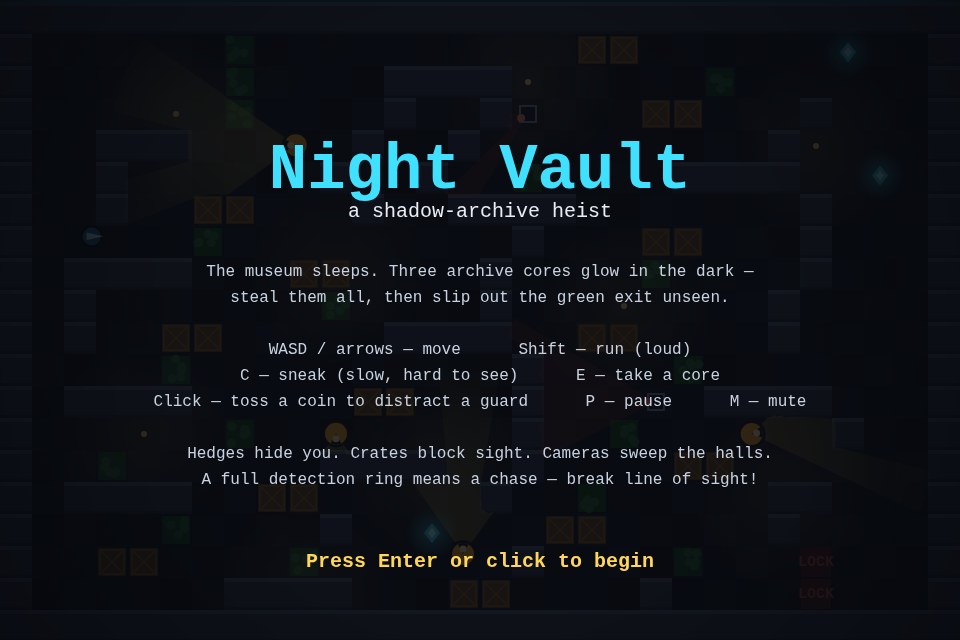 Night Vault
a shadow-archive heist
The museum sleeps. Three archive cores glow in the dark —
steal them all, then slip out the green exit unseen.
WASD / arrows — move Shift — run (loud)
C — sneak (slow, hard to see) E — take a core
Click — toss a coin to distract a guard P — pause M — mute
Hedges hide you. Crates block sight. Cameras sweep the halls.
A full detection ring means a chase — break line of sight!
Press Enter or click to begin
LOCK
LOCK